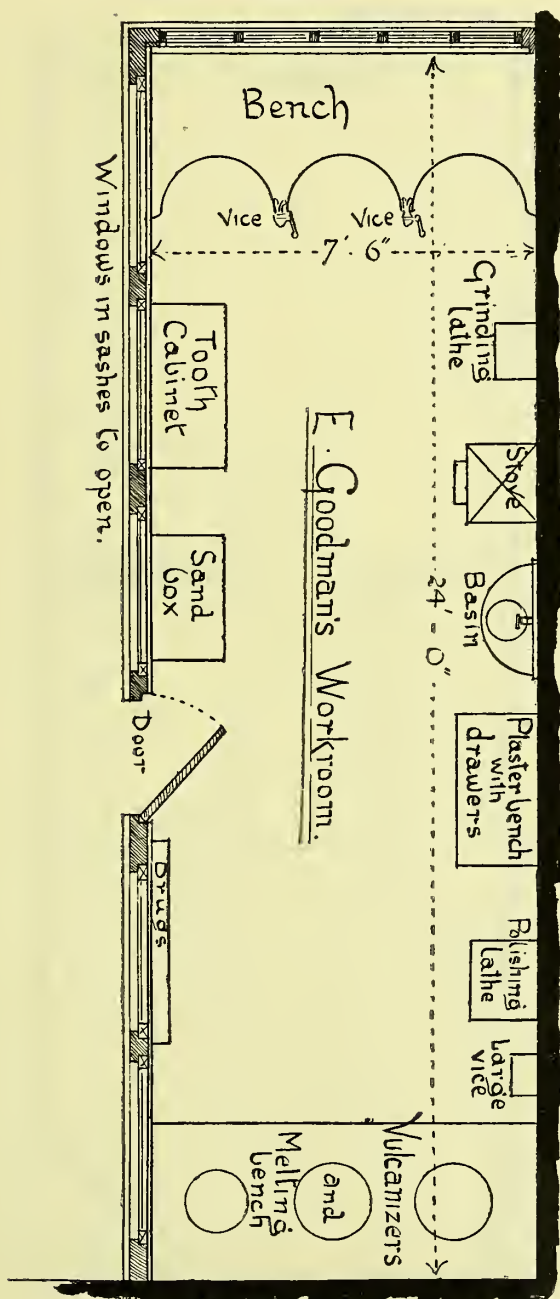 Bench
Vice
Vice
7' 6"
Grinding
lathe
Tooth
Cabinet
Stove
Sand
box
Basin
24' 0"
E. Goodman's Workroom.
Windows in sashes to open.
Door
Plaster bench
with
drawers
Drugs
Polishing
lathe
Large
vice
Vulcanizers
and
Melting
bench